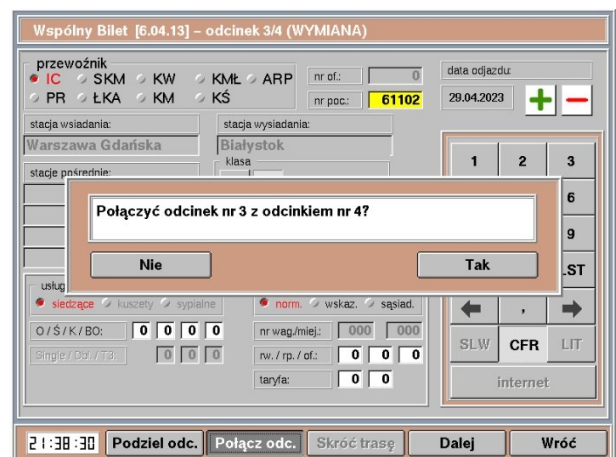 Wspólny Bilet [6.04.13] – odcinek 3/4 (WYMIANA)
przewoźnik
IC SKM KW KMŁ ARP
PR ŁKA KM KŚ
nr of.: 0
nr poc.: 61102
data odjazdu:
29.04.2023
stacja wsiadania:
Warszawa Gdańska
stacja wysiadania:
Białystok
stacje pośrednie:
klasa
1 2 3
6
9
Połączyć odcinek nr 3 z odcinkiem nr 4?
Nie
Tak
siedzące kuszety sypialne
norm. wskaz. sąsiad.
O / Ś / K / BO: 0 0 0 0
nr wag./miej.: 000 000
Single / Dbl. / T3: 0 0 0
rw. / rp. / of.: 0 0 0
taryfa: 0 0
,
SLW CFR LIT
internet
21:38:30 Podziel odc. Połącz odc. Skróć trasę Dalej Wróć